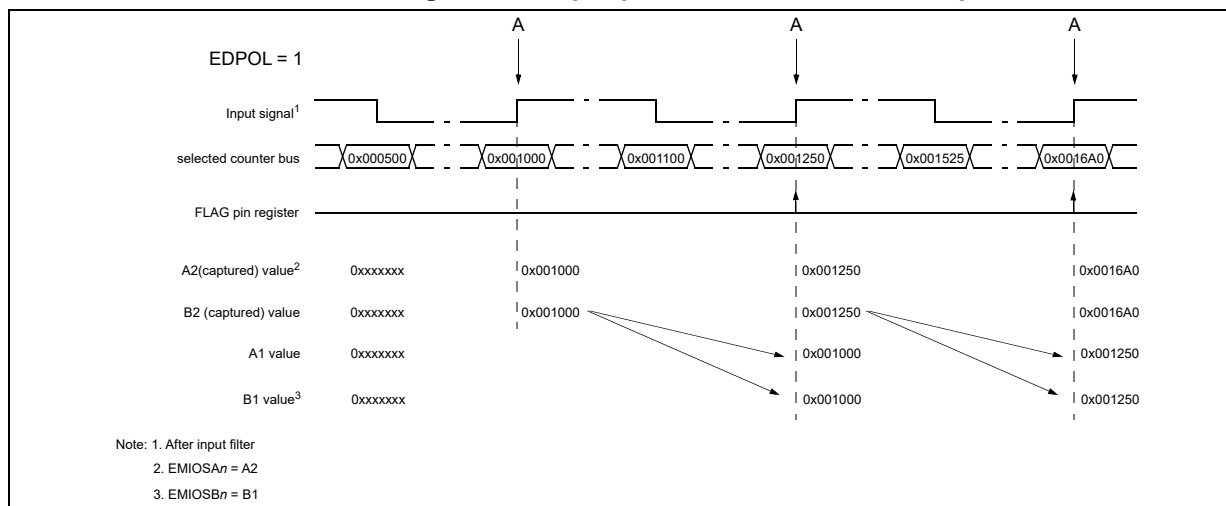 A A A
EDPOL = 1
Input signal1
selected counter bus 0x000500 0x001000 0x001100 0x001250 0x001525 0x0016A0
FLAG pin register
A2(captured) value2 0xxxxxxx 0x001000 0x001250 0x0016A0
B2 (captured) value 0xxxxxxx 0x001000 0x001250 0x0016A0
A1 value 0xxxxxxx 0x001000 0x001250
B1 value3 0xxxxxxx 0x001000 0x001250
Note: 1. After input filter
2. EMIOSAn = A2
3. EMIOSBn = B1